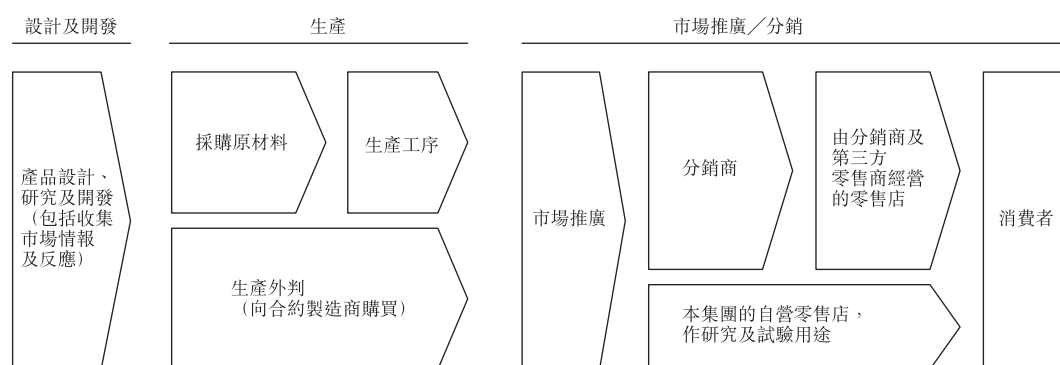 設計及開發
生產
市場推廣／分銷
產品設計、
研究及開發
（包括收集
市場情報
及反應）
採購原材料
生產工序
生產外判
（向合約製造商購買）
市場推廣
分銷商
由分銷商及
第三方
零售商經營
的零售店
本集團的自營零售店，
作研究及試驗用途
消費者